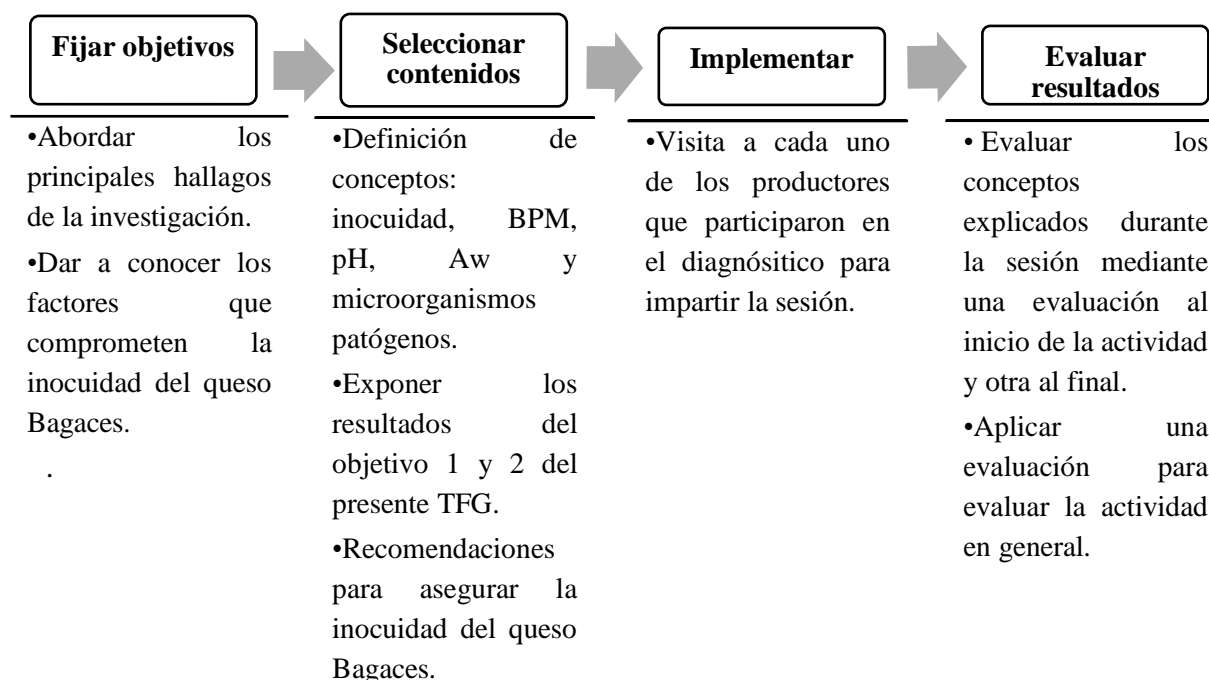 Fijar objetivos
•Abordar los
principales hallagos
de la investigación.
•Dar a conocer los
factores que
comprometen la
inocuidad del queso
Bagaces.
.
Seleccionar
contenidos
•Definición de
conceptos:
inocuidad, BPM,
pH, Aw y
microorganismos
patógenos.
•Exponer los
resultados del
objetivo 1 y 2 del
presente TFG.
•Recomendaciones
para asegurar la
inocuidad del queso
Bagaces.
Implementar
•Visita a cada uno
de los productores
que participaron en
el diagnósitico para
impartir la sesión.
Evaluar
resultados
• Evaluar los
conceptos
explicados durante
la sesión mediante
una evaluación al
inicio de la actividad
y otra al final.
•Aplicar una
evaluación para
evaluar la actividad
en general.